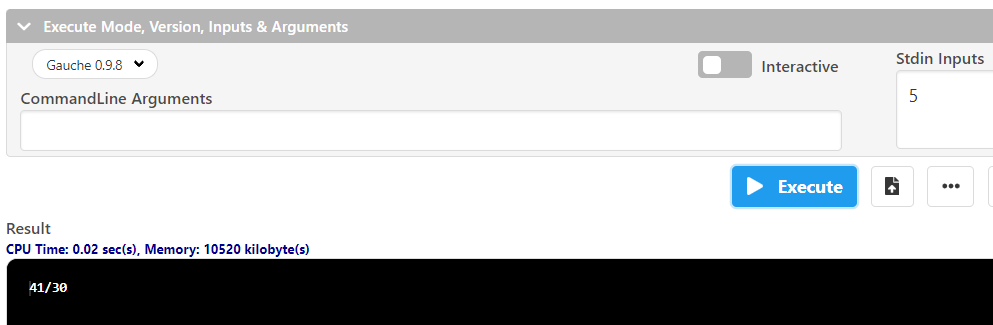 Execute Mode, Version, Inputs & Arguments
Gauche 0.9.8
Interactive
Stdin Inputs
CommandLine Arguments
5
Execute
Result
CPU Time: 0.02 sec(s), Memory: 10520 kilobyte(s)
41/30